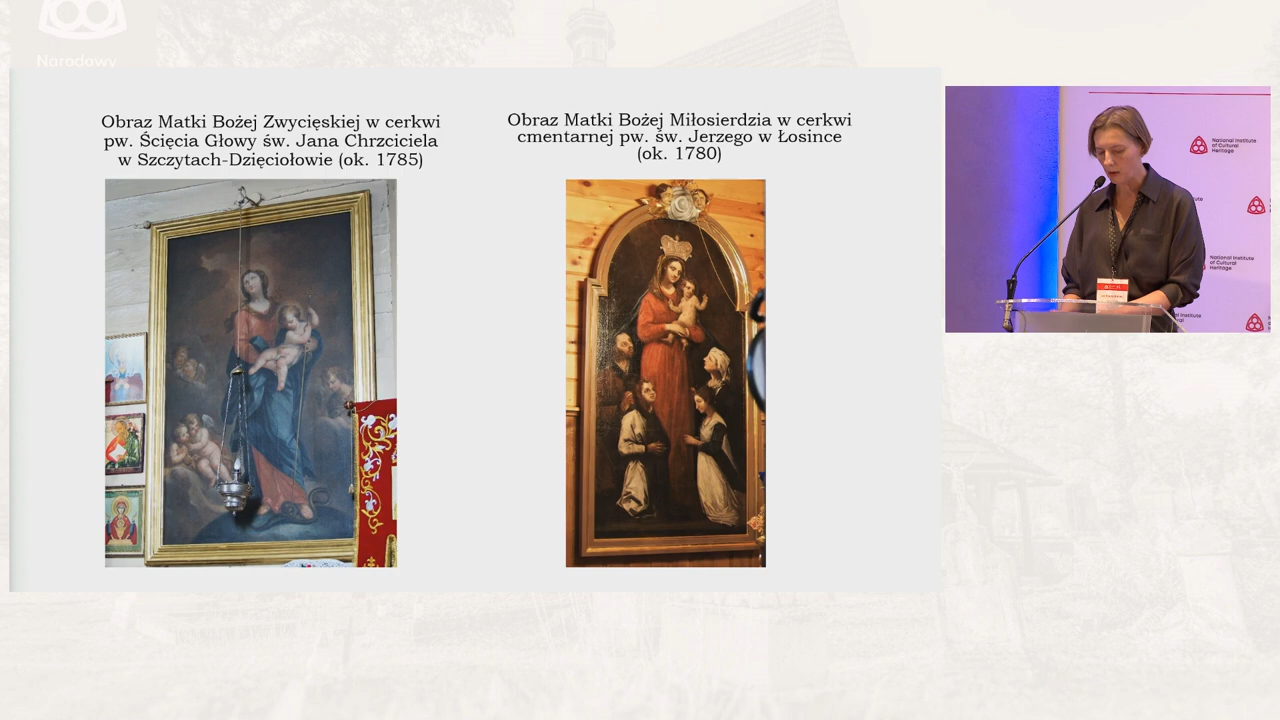 Narodowy
Obraz Matki Bożej Zwycięskiej w cerkwi
pw. Ścięcia Głowy św. Jana Chrzciciela
w Szczytach-Dzięciołowie (ok. 1785)
Obraz Matki Bożej Miłosierdzia w cerkwi
cmentarnej pw. św. Jerzego w Łosince
(ok. 1780)
National Institute
of Cultural
Heritage
National Institute
of Cultural
Heritage